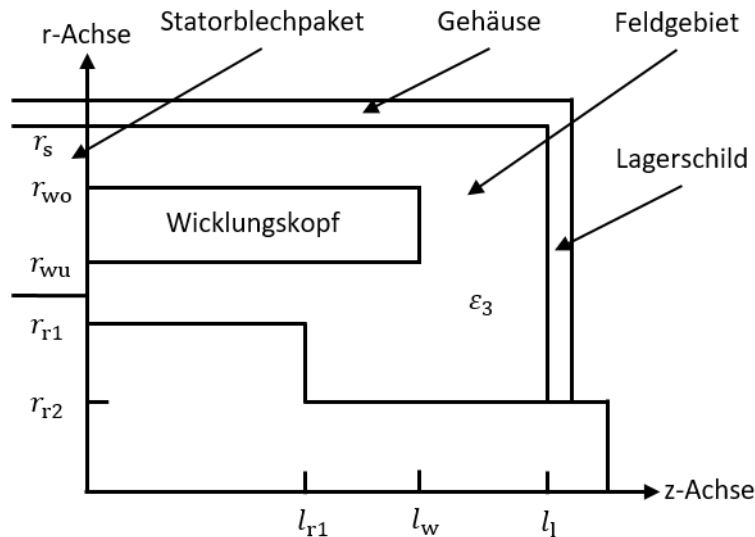 Statorblechpaket
Gehäuse
Feldgebiet
r-Achse
r_s
Lagerschild
r_wo
Wicklungskopf
r_wu
ε_3
r_r1
r_r2
z-Achse
l_r1
l_w
l_l